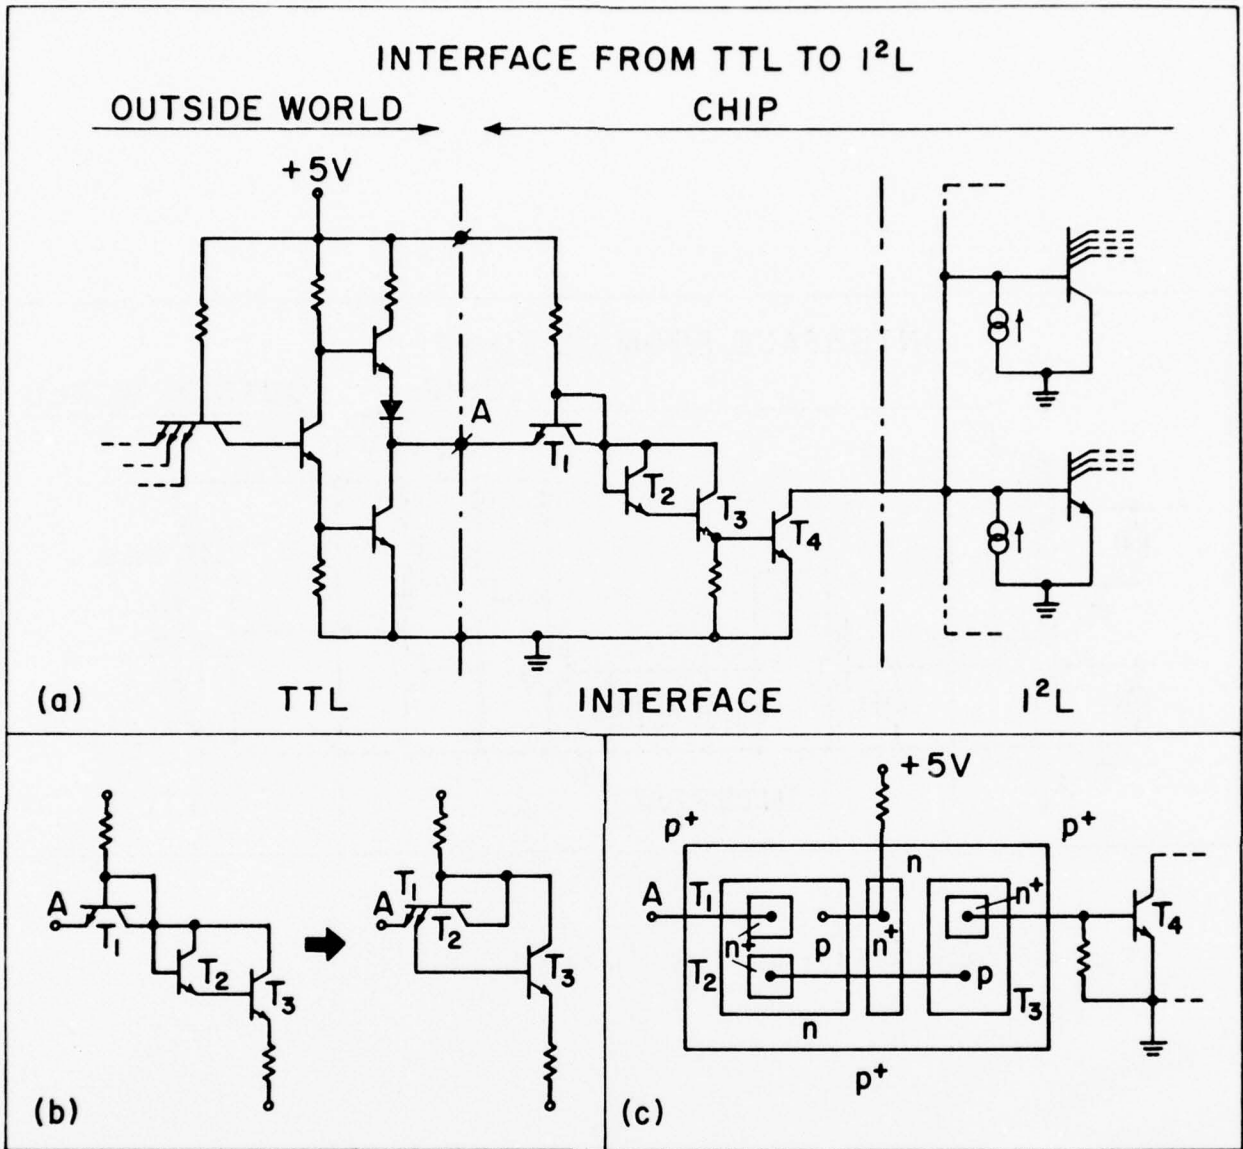 INTERFACE FROM TTL TO I²L
OUTSIDE WORLD
CHIP
+5V
A
T₁
T₂
T₃
T₄
(a)
TTL
INTERFACE
I²L
A
T₁
T₂
T₃
A
T₁
T₂
T₃
(b)
+5V
p⁺
p⁺
n
A
T₁
n⁺
T₄
n⁺
p
n⁺
T₂
p
T₃
n
p⁺
(c)